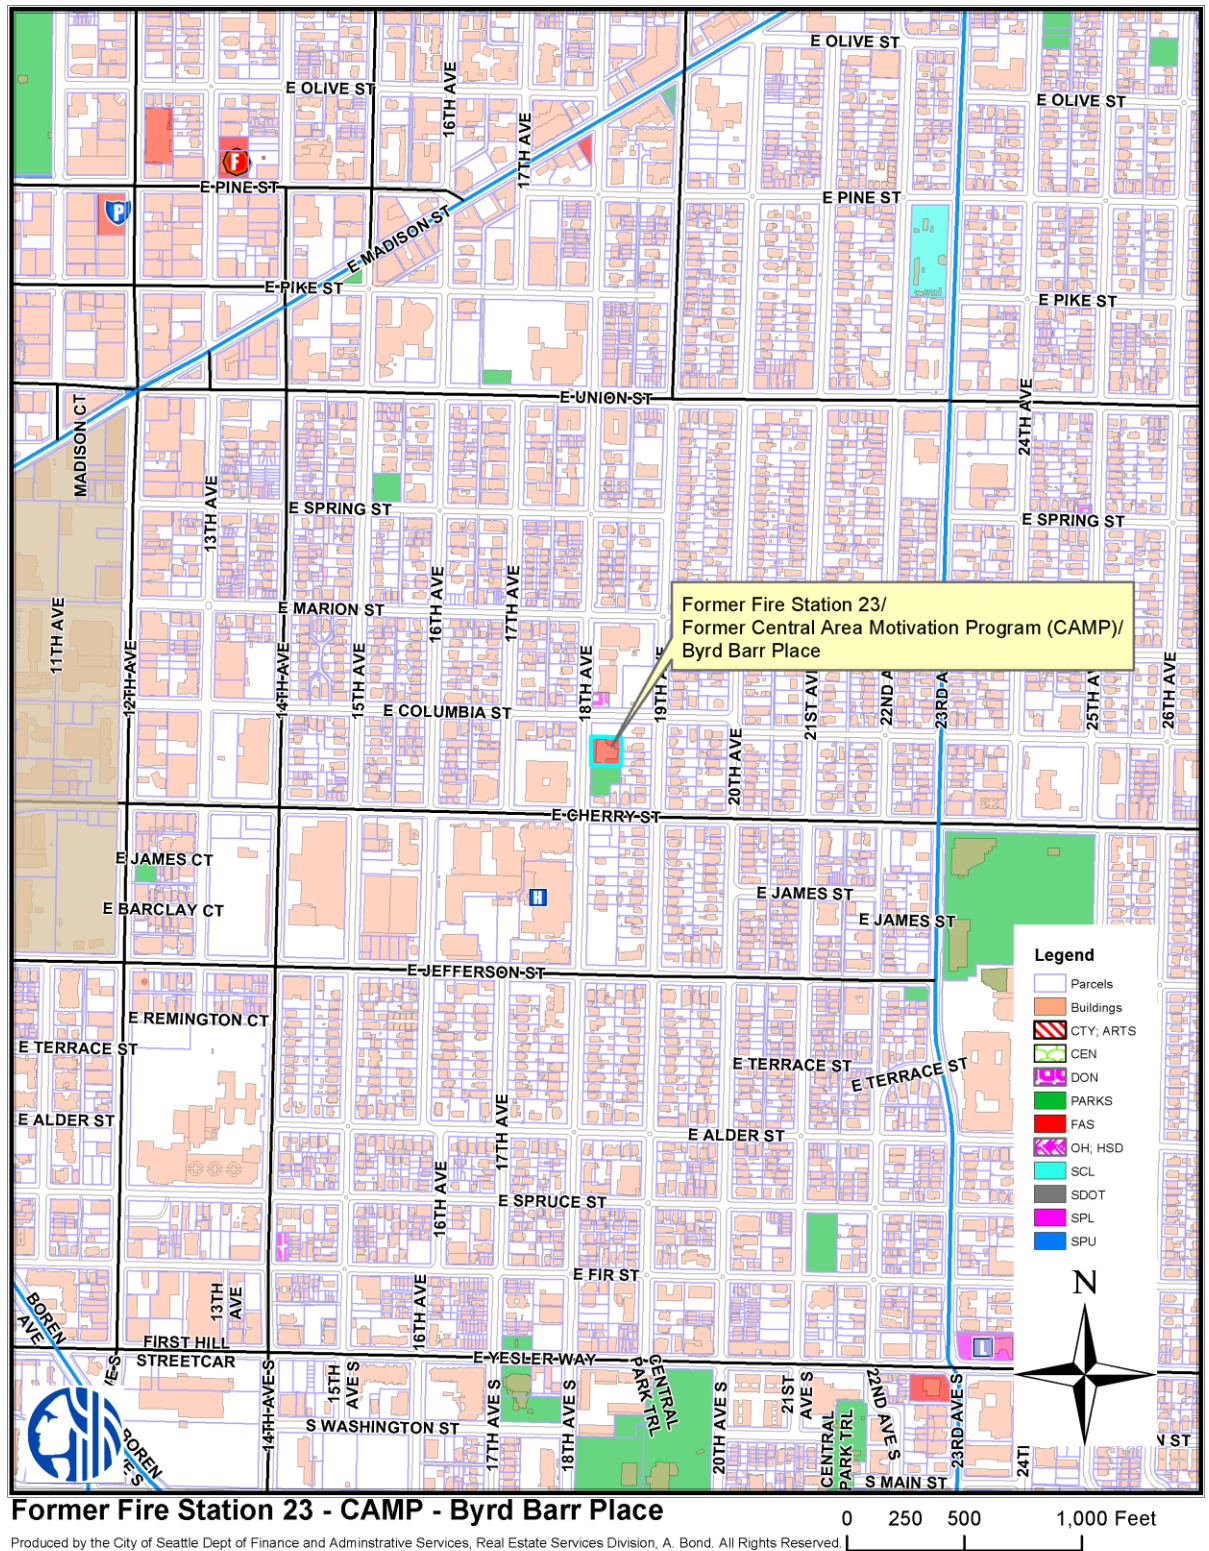 E OLIVE ST
E OLIVE ST
E OLIVE ST
16TH AVE
17TH AVE
F
E PINE ST
E PINE ST
P
E MADISON ST
E PIKE ST
E PIKE ST
E UNION ST
MADISON CT
24TH AVE
13TH AVE
E SPRING ST
E SPRING ST
11TH AVE
16TH AVE
17TH AVE
E MARION ST
Former Fire Station 23/
Former Central Area Motivation Program (CAMP)/
Byrd Barr Place
12TH AVE
14TH AVE
15TH AVE
18TH AVE
19TH AVE
21ST AV
22ND A
23RD A
25TH A
26TH AVE
E COLUMBIA ST
20TH AVE
E CHERRY ST
E JAMES CT
E JAMES ST
H
E BARCLAY CT
E JAMES ST
E JEFFERSON ST
E REMINGTON CT
E TERRACE ST
E TERRACE ST
E TERRACE ST
E ALDER ST
17TH AVE
E ALDER ST
16TH AVE
E SPRUCE ST
E FIR ST
13TH
AVE
16TH AVE
BOREN
AVE
FIRST HILL
STREETCAR
E YESLER WAY
L
VE S
14TH AVE S
15TH
AVE S
17TH AVE S
18TH AVE S
CENTRAL
PARK TRL
20TH AVE S
21ST
AVE S
CENTRAL
PARK TRL
22ND AVE S
23RD AVE S
24TI
N ST
S WASHINGTON ST
BOREN
VE S
S MAIN ST
Legend
Parcels
Buildings
CTY; ARTS
CEN
DON
PARKS
FAS
OH; HSD
SCL
SDOT
SPL
SPU
N
Former Fire Station 23 - CAMP - Byrd Barr Place
0 250 500 1,000 Feet
Produced by the City of Seattle Dept of Finance and Adminstrative Services, Real Estate Services Division, A. Bond. All Rights Reserved.